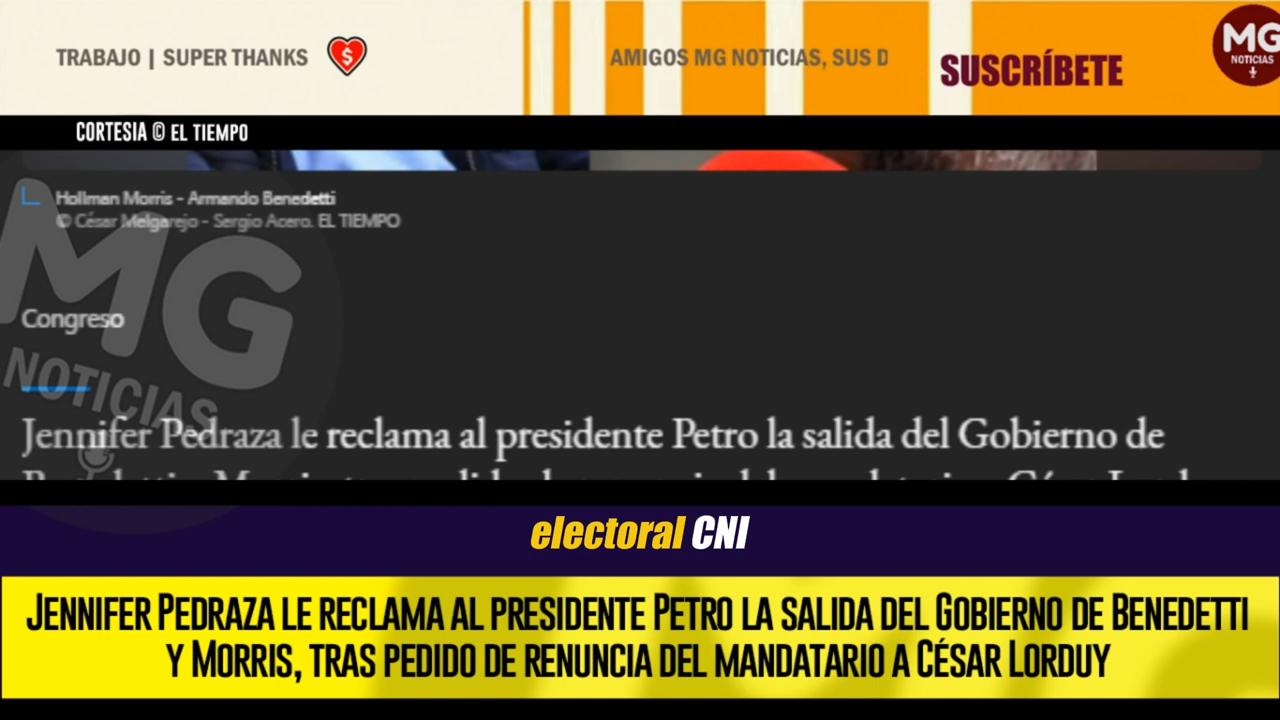 TRABAJO | SUPER THANKS
AMIGOS MG NOTICIAS, SUS D
SUSCRÍBETE
MG
NOTICIAS
CORTESIA © EL TIEMPO
Hollman Morris - Armando Benedetti
© César Melgarejo - Sergio Acero. EL TIEMPO
MG
NOTICIAS
Congreso
Jennifer Pedraza le reclama al presidente Petro la salida del Gobierno de
electoral CNI
JENNIFER PEDRAZA LE RECLAMA AL PRESIDENTE PETRO LA SALIDA DEL GOBIERNO DE BENEDETTI
Y MORRIS, TRAS PEDIDO DE RENUNCIA DEL MANDATARIO A CÉSAR LORDUY